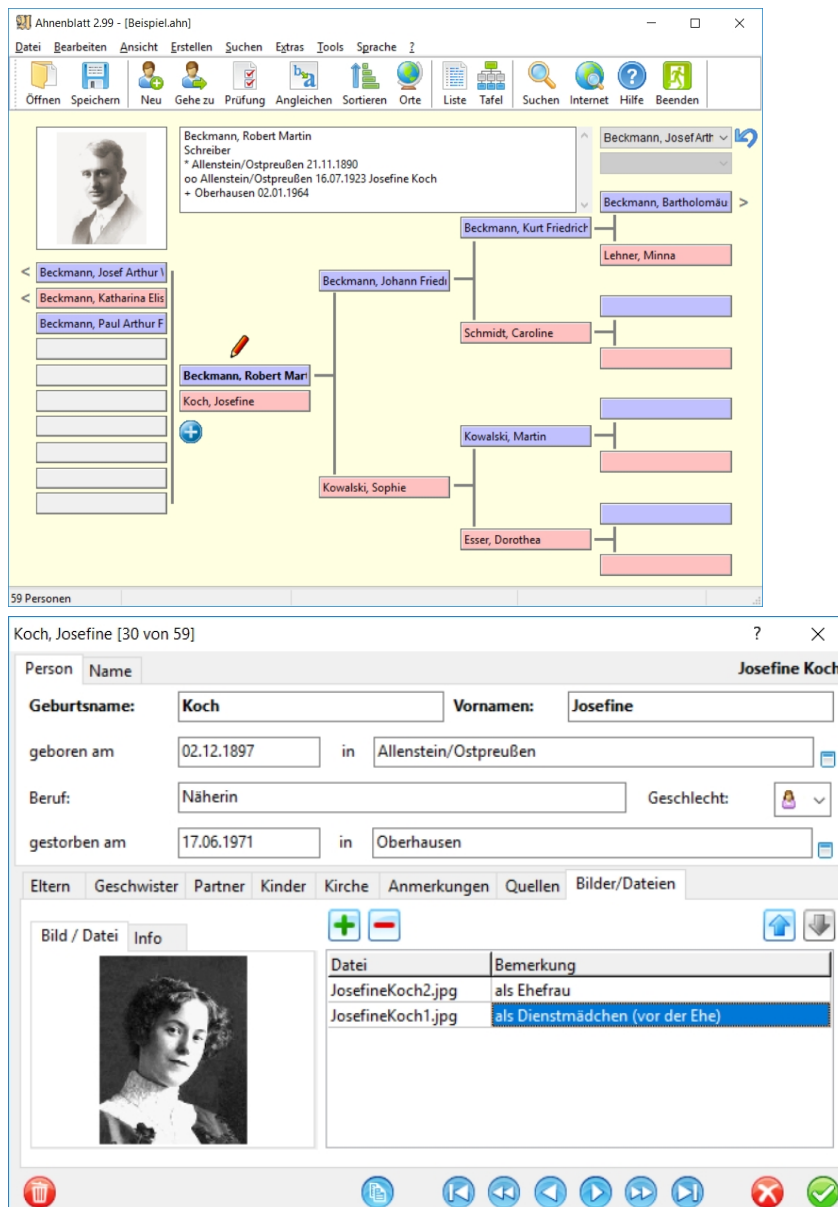 Ahnenblatt 2.99 - [Beispiel.ahn]
Datei Bearbeiten Ansicht Erstellen Suchen Extras Tools Sprache ?
Öffnen Speichern Neu Gehe zu Prüfung Angleichen Sortieren Orte Liste Tafel Suchen Internet Hilfe Beenden
Beckmann, Robert Martin
Schreiber
* Allenstein/Ostpreußen 21.11.1890
oo Allenstein/Ostpreußen 16.07.1923 Josefine Koch
+ Oberhausen 02.01.1964
Beckmann, Josef Arth
Beckmann, Bartholomäu >
Beckmann, Kurt Friedrich
Lehner, Minna
< Beckmann, Josef Arthur
Beckmann, Johann Friedr
< Beckmann, Katharina Elis
Beckmann, Paul Arthur F
Schmidt, Caroline
Beckmann, Robert Mar
Koch, Josefine
Kowalski, Martin
Kowalski, Sophie
Esser, Dorothea
59 Personen
Koch, Josefine [30 von 59]
?
Person Name Josefine Koch
Geburtsname: Koch Vornamen: Josefine
geboren am 02.12.1897 in Allenstein/Ostpreußen
Beruf: Näherin Geschlecht:
gestorben am 17.06.1971 in Oberhausen
Eltern Geschwister Partner Kinder Kirche Anmerkungen Quellen Bilder/Dateien
Bild / Datei Info
Datei Bemerkung
JosefineKoch2.jpg als Ehefrau
JosefineKoch1.jpg als Dienstmädchen (vor der Ehe)